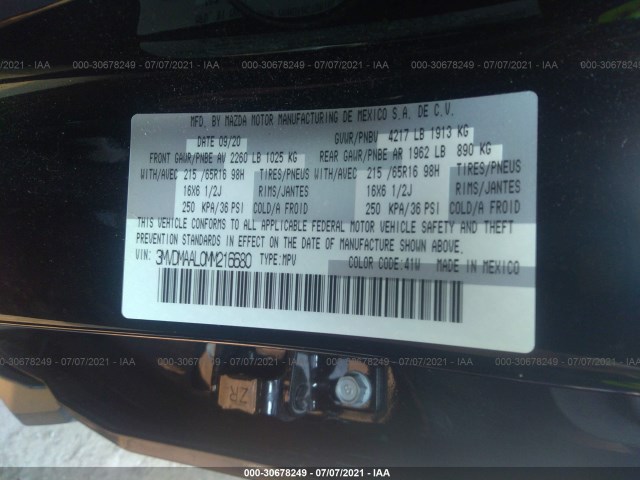 000-30678249 - 07/07/2021 - IAA
MFD. BY MAZDA MOTOR MANUFACTURING DE MEXICO S.A. DE C.V.
DATE 09/20 GVWR/PNBV 4217 LB 1913 KG
FRONT GAWR/PNBE AV 2260 LB 1025 KG REAR GAWR/PNBE AR 1962 LB 890 KG
WITH/AVEC 215 /65R16 98H TIRES/PNEUS WITH/AVEC 215 /65R16 98H TIRES/PNEUS
16X6 1/2J RIMS/JANTES 16X6 1/2J RIMS/JANTES
250 KPA/36 PSI COLD/A FROID 250 KPA/36 PSI COLD/A FROID
THIS VEHICLE CONFORMS TO ALL APPLICABLE FEDERAL MOTOR VEHICLE SAFETY AND THEFT
PREVENTION STANDARDS IN EFFECT ON THE DATE OF MANUFACTURE SHOWN ABOVE.
VIN: 3MVDMAAL0MM216680 TYPE: MPV COLOR CODE: 41W MADE IN MEXICO
2R
000-30678249 - 07/07/2021 - IAA